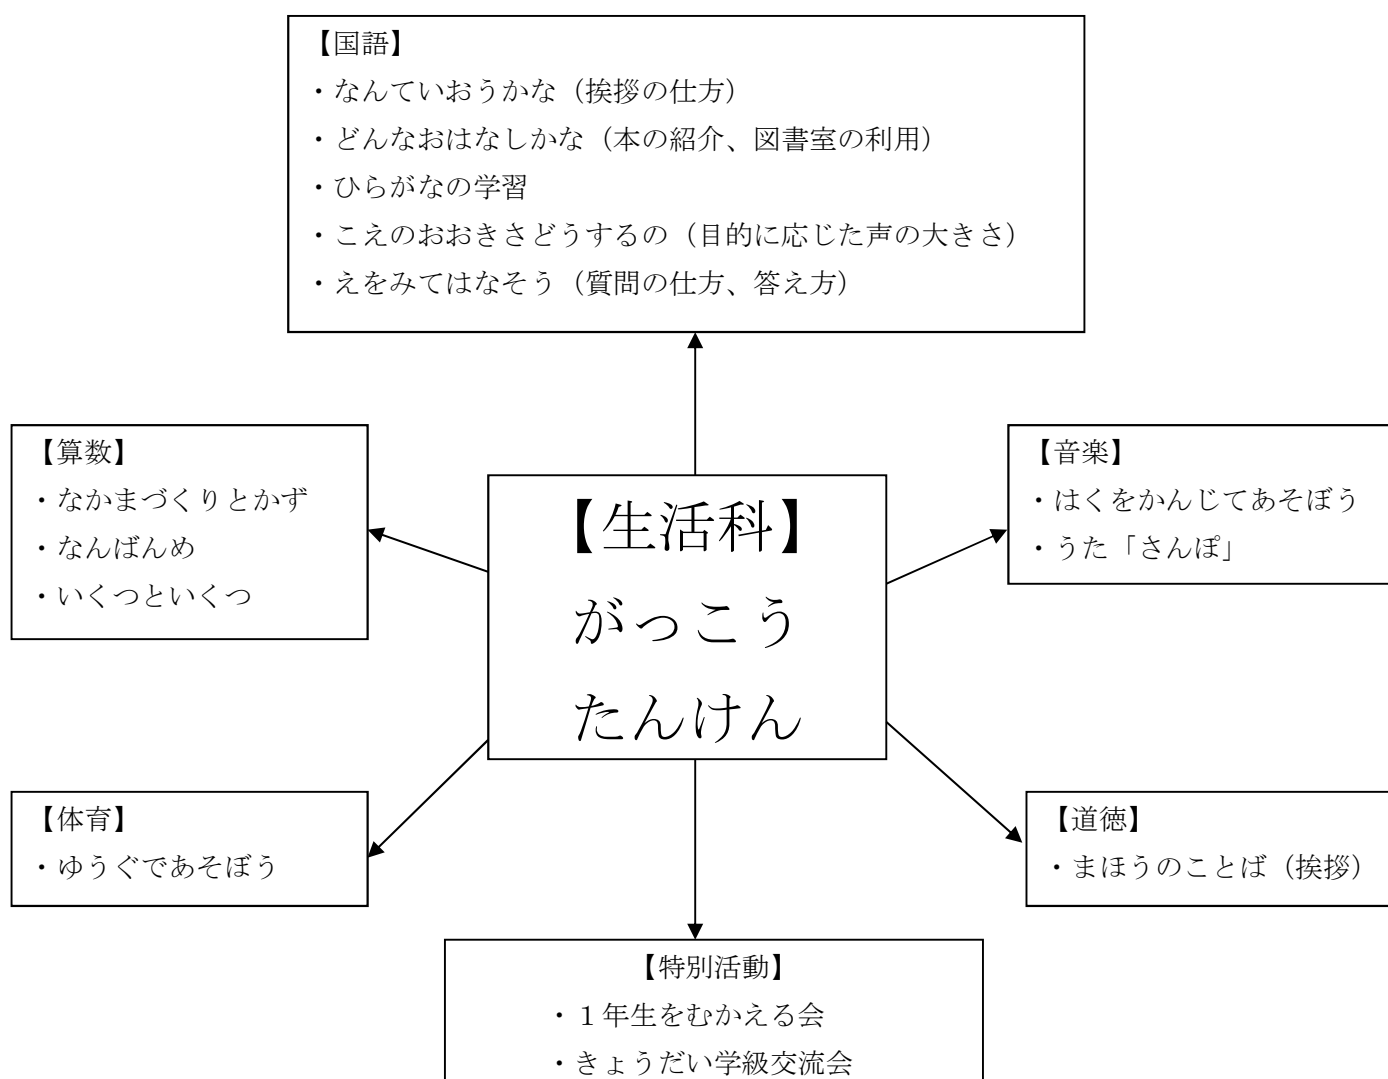 【国語】
・なんていおうかな（挨拶の仕方）
・どんなおはなしかな（本の紹介、図書室の利用）
・ひらがなの学習
・こえのおおきさどうするの（目的に応じた声の大きさ）
・えをみてはなそう（質問の仕方、答え方）
【算数】
・なかまづくりとかず
・なんばんめ
・いくつといくつ
【生活科】
がっこう
たんけん
【音楽】
・はくをかんじてあそぼう
・うた「さんぽ」
【体育】
・ゆうぐであそぼう
【道徳】
・まほうのことば（挨拶）
【特別活動】
・１年生をむかえる会
・きょうだい学級交流会